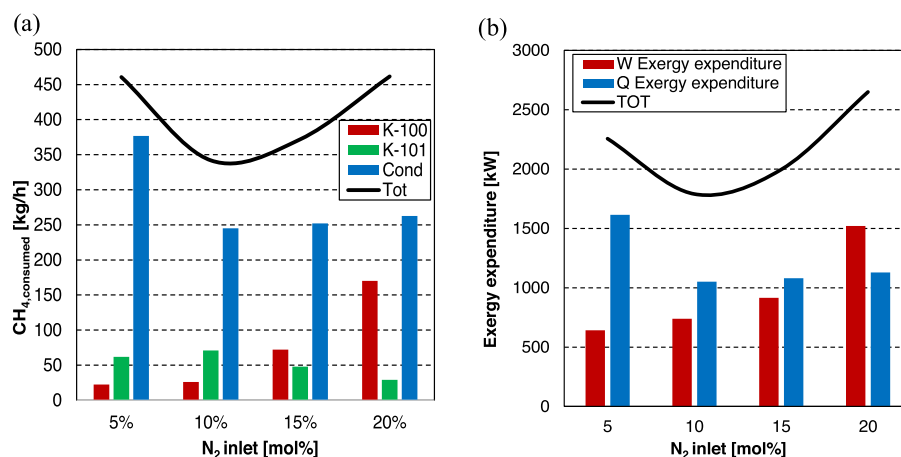 (a)
500
450
400
350
300
250
200
150
100
50
0
CH4,consumed [kg/h]
K-100
K-101
Cond
Tot
5% 10% 15% 20%
N2 inlet [mol%]
(b)
3000
2500
2000
1500
1000
500
0
Exergy expenditure [kW]
W Exergy expenditure
Q Exergy expenditure
TOT
5 10 15 20
N2 inlet [mol%]